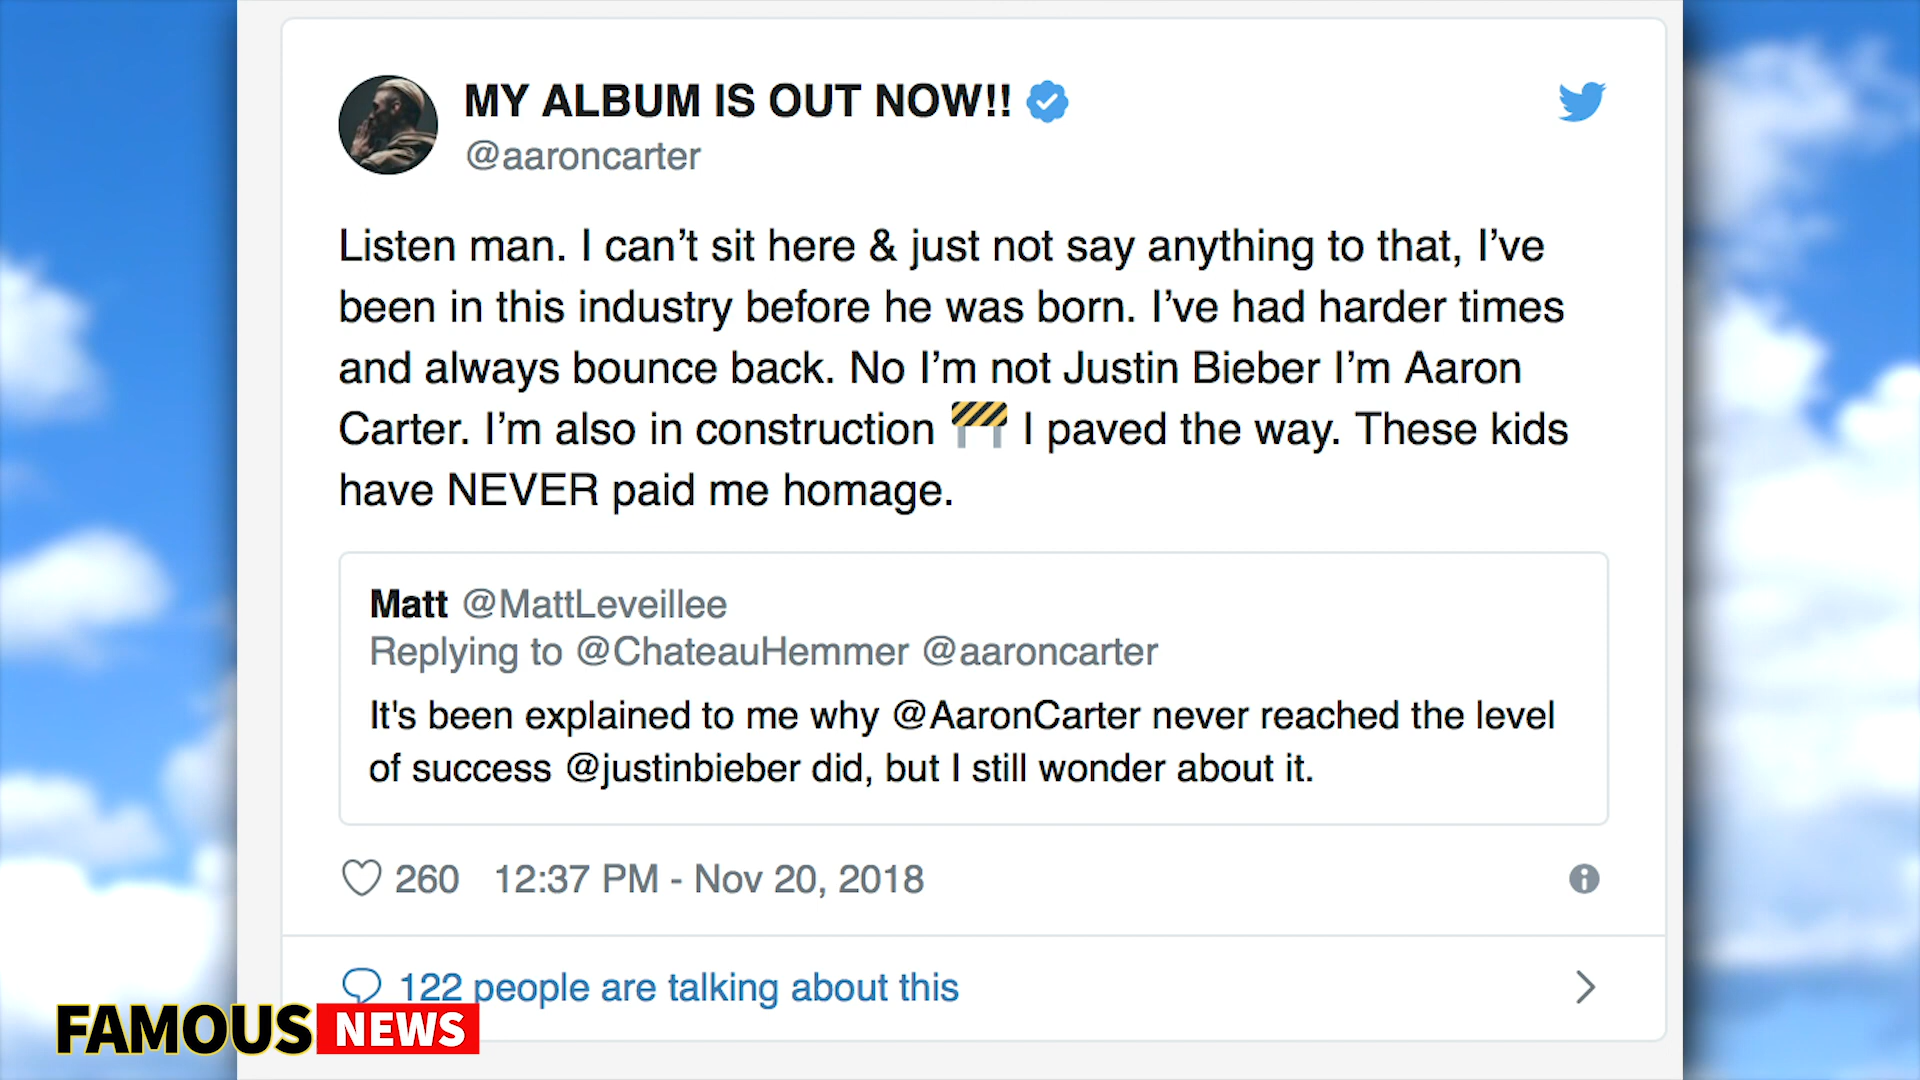 MY ALBUM IS OUT NOW!!
@aaroncarter
Listen man. I can’t sit here & just not say anything to that, I’ve
been in this industry before he was born. I’ve had harder times
and always bounce back. No I’m not Justin Bieber I’m Aaron
Carter. I’m also in construction 🚧 I paved the way. These kids
have NEVER paid me homage.
Matt @MattLeveillee
Replying to @ChateauHemmer @aaroncarter
It's been explained to me why @AaronCarter never reached the level
of success @justinbieber did, but I still wonder about it.
260 12:37 PM - Nov 20, 2018
122 people are talking about this
FAMOUS NEWS